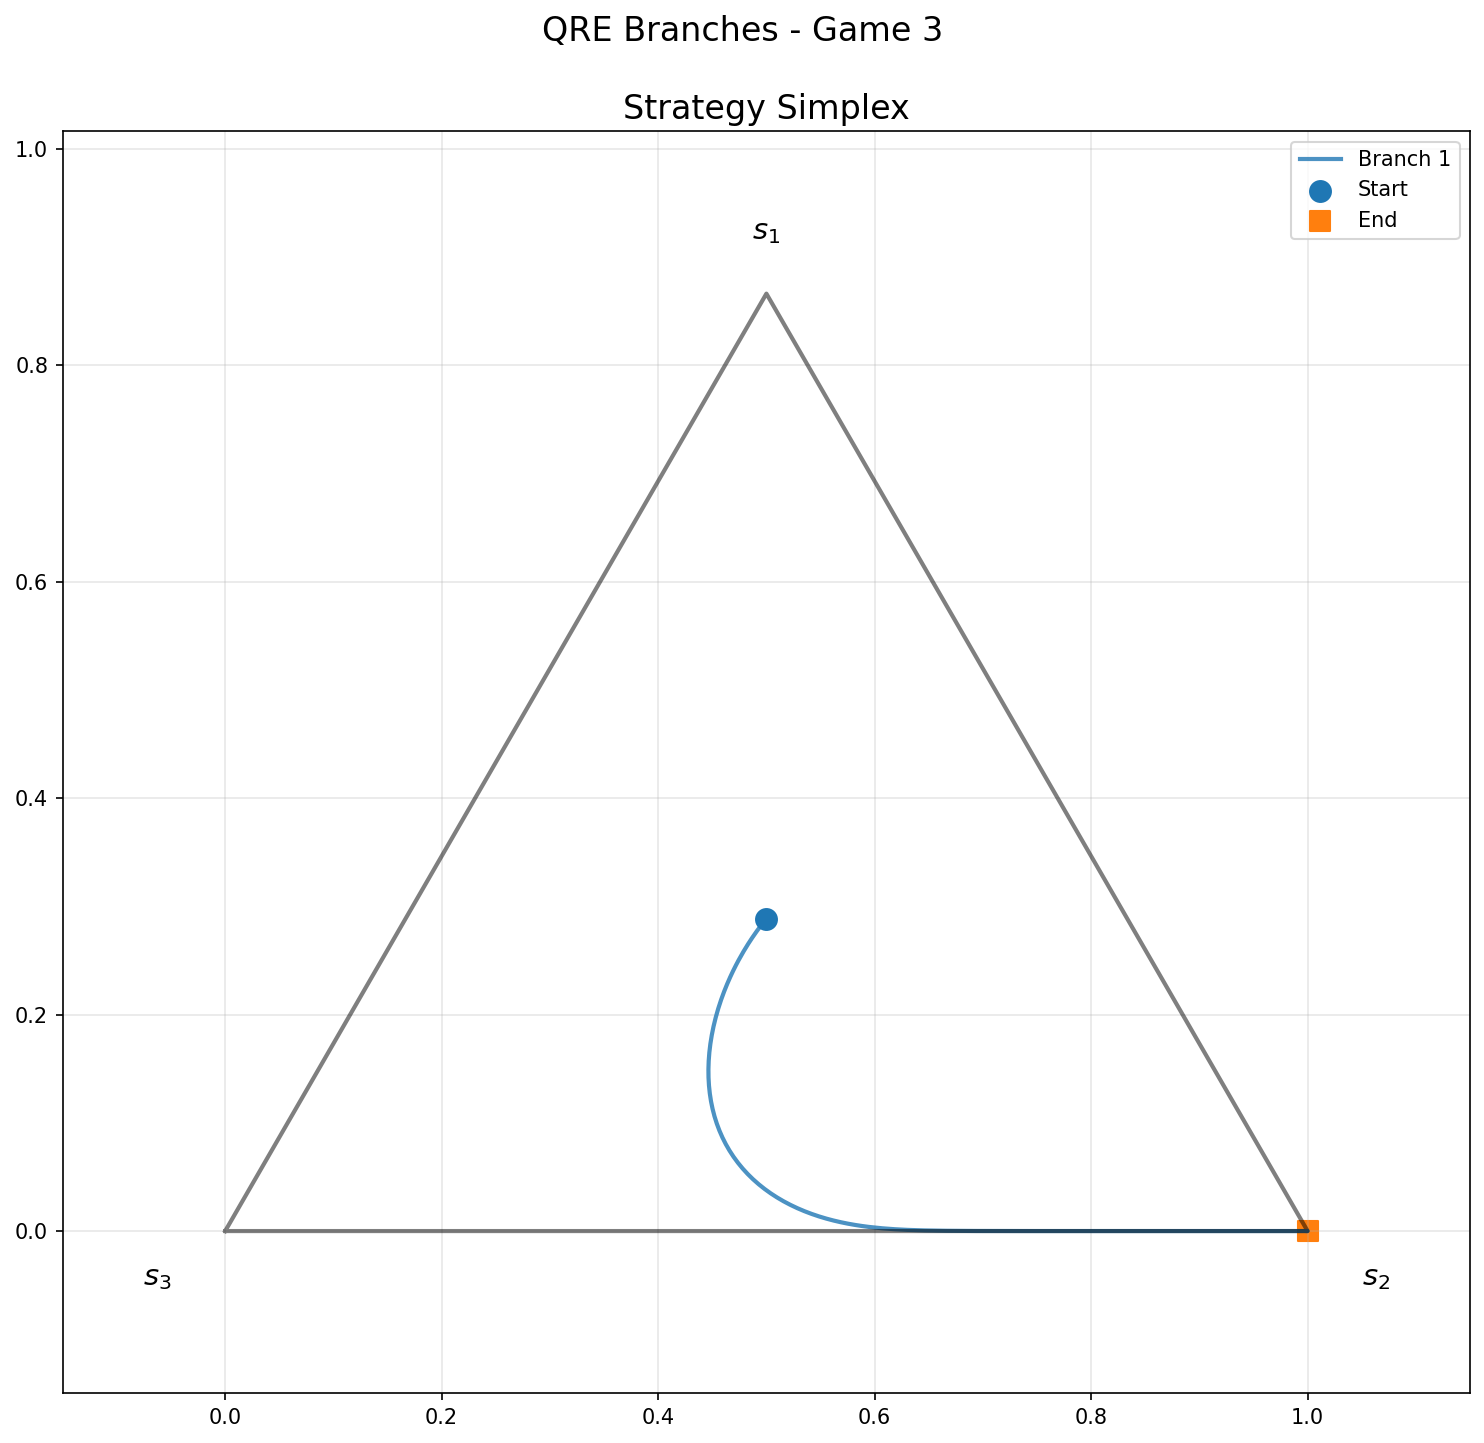 QRE Branches - Game 3
Strategy Simplex
Branch 1
Start
End
s₁
s₃
s₂
1.0
0.8
0.6
0.4
0.2
0.0
0.0 0.2 0.4 0.6 0.8 1.0